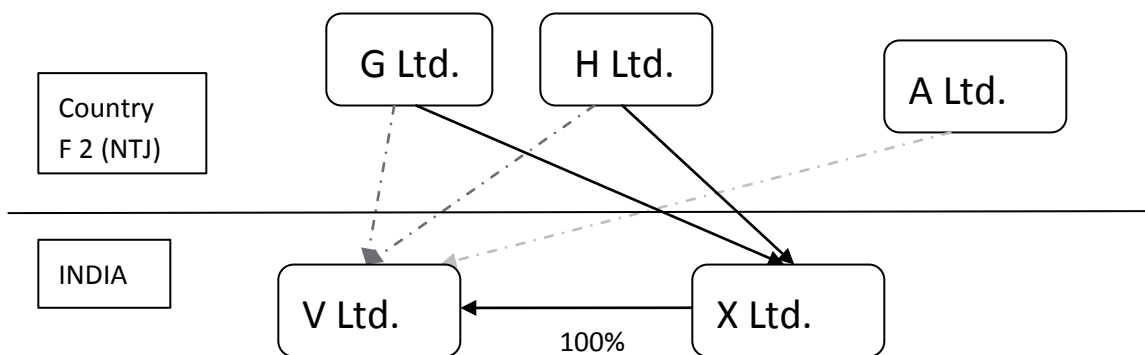 G Ltd.
H Ltd.
A Ltd.
Country
F 2 (NTJ)
INDIA
V Ltd.
X Ltd.
100%